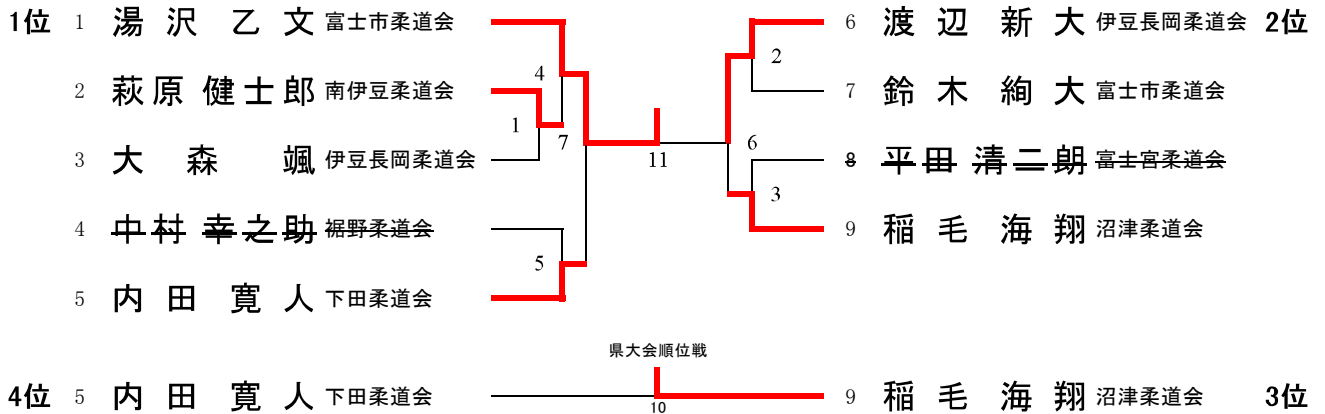 1位 1 湯沢乙文 富士市柔道会 6 渡辺新大 伊豆長岡柔道会 2位
2
4
2 萩原健士郎 南伊豆柔道会 7 鈴木絢大 富士市柔道会
1
7 6
11
3 大森颯 伊豆長岡柔道会 8 平田清二朗 富士宮柔道会
3
4 中村幸之助 裾野柔道会 9 稲毛海翔 沼津柔道会
5
5 内田寛人 下田柔道会
県大会順位戦
4位 5 内田寛人 下田柔道会 9 稲毛海翔 沼津柔道会 3位
10